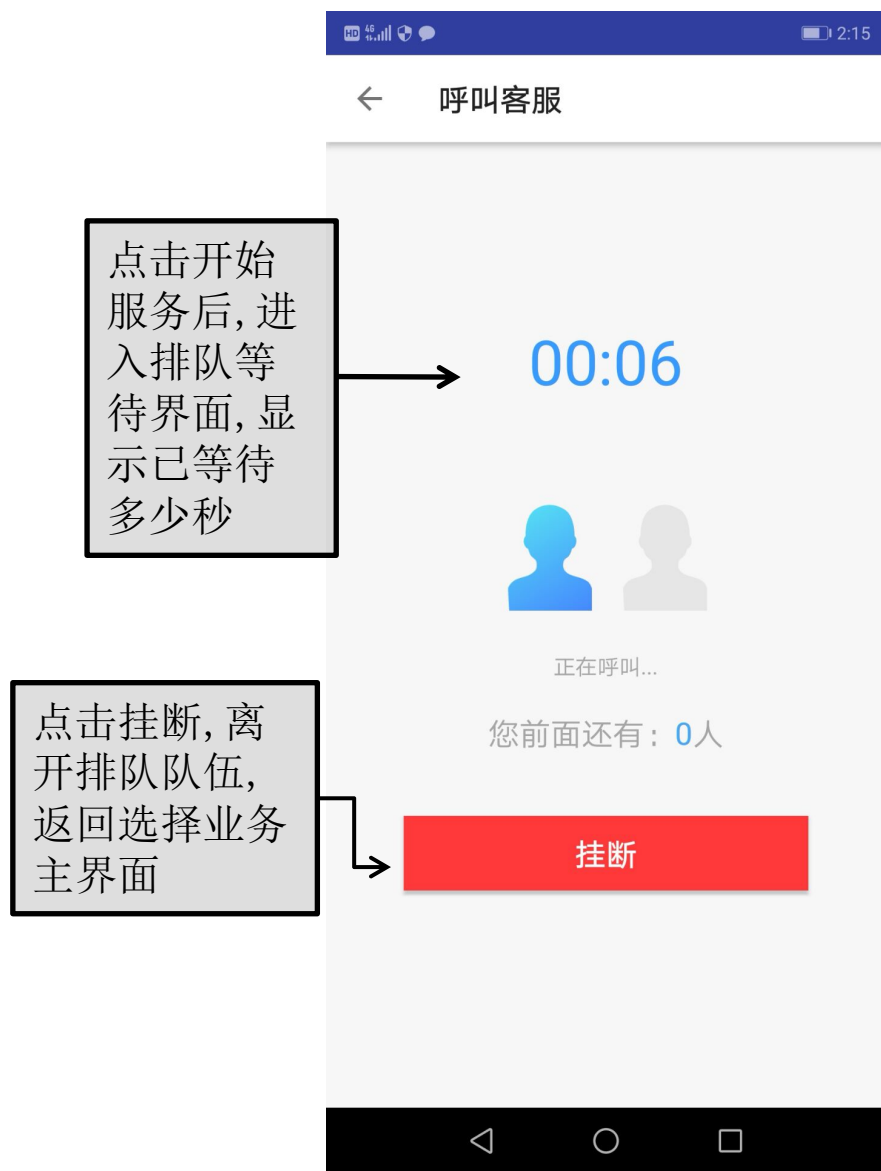 HD 4G 2:15
呼叫客服
点击开始
服务后,进
入排队等
待界面,显
示已等待
多少秒
00:06
正在呼叫...
您前面还有: 0人
点击挂断,离
开排队队伍,
返回选择业务
主界面
挂断